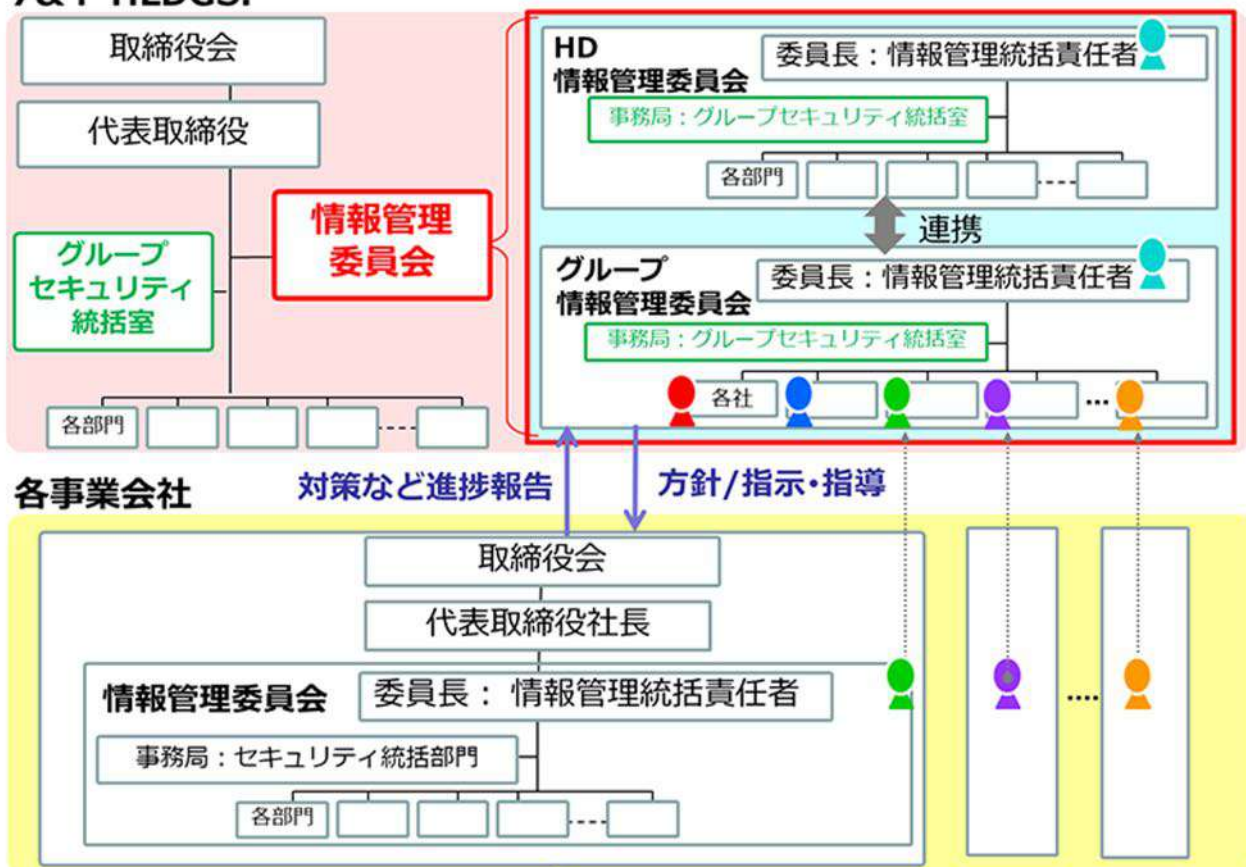 取締役会
代表取締役
グループ
セキュリティ
統括室
情報管理
委員会
各部門
HD
情報管理委員会
委員長：情報管理統括責任者
事務局：グループセキュリティ統括室
各部門
連携
グループ
情報管理委員会
委員長：情報管理統括責任者
事務局：グループセキュリティ統括室
各社
...
各事業会社
対策など進捗報告
方針/指示・指導
取締役会
代表取締役社長
情報管理委員会
委員長： 情報管理統括責任者
事務局：セキュリティ統括部門
各部門
....